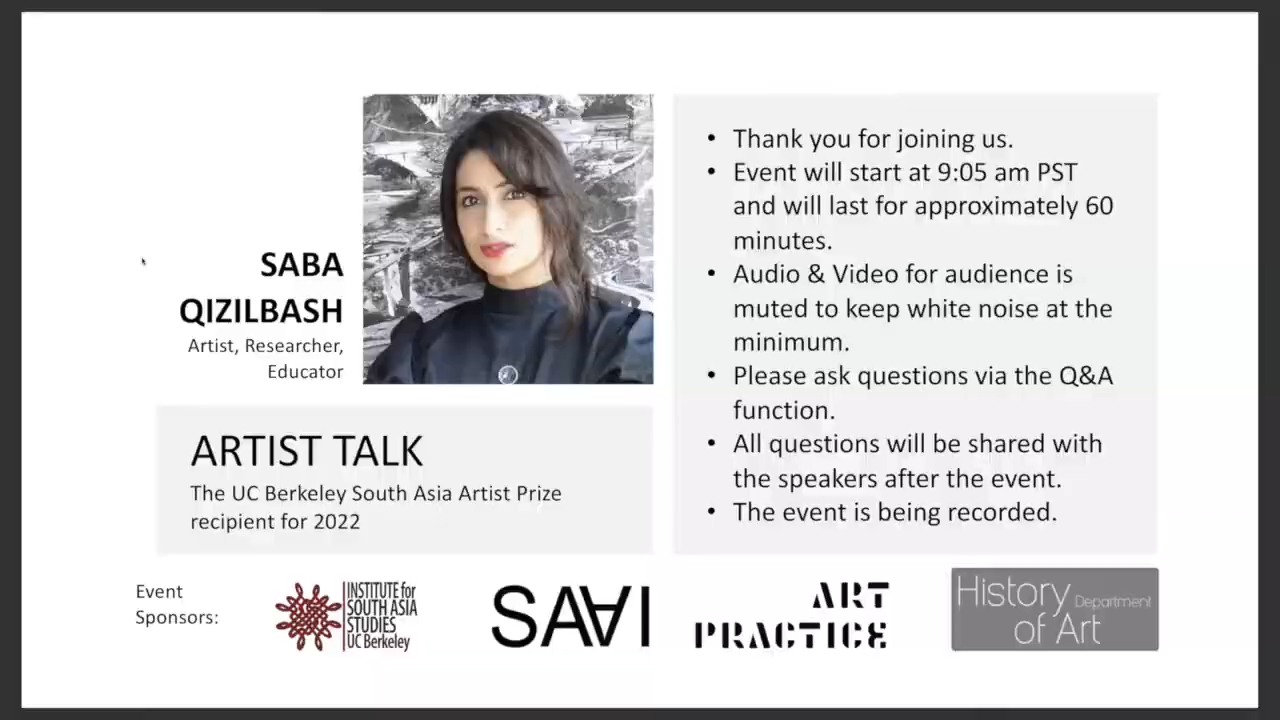 SABA
QIZILBASH
Artist, Researcher,
Educator
ARTIST TALK
The UC Berkeley South Asia Artist Prize
recipient for 2022
• Thank you for joining us.
• Event will start at 9:05 am PST
and will last for approximately 60
minutes.
• Audio & Video for audience is
muted to keep white noise at the
minimum.
• Please ask questions via the Q&A
function.
• All questions will be shared with
the speakers after the event.
• The event is being recorded.
Event
Sponsors:
INSTITUTE for
SOUTH ASIA
STUDIES
UC Berkeley
SAAI
ART
PRACTICE
History Department
of Art